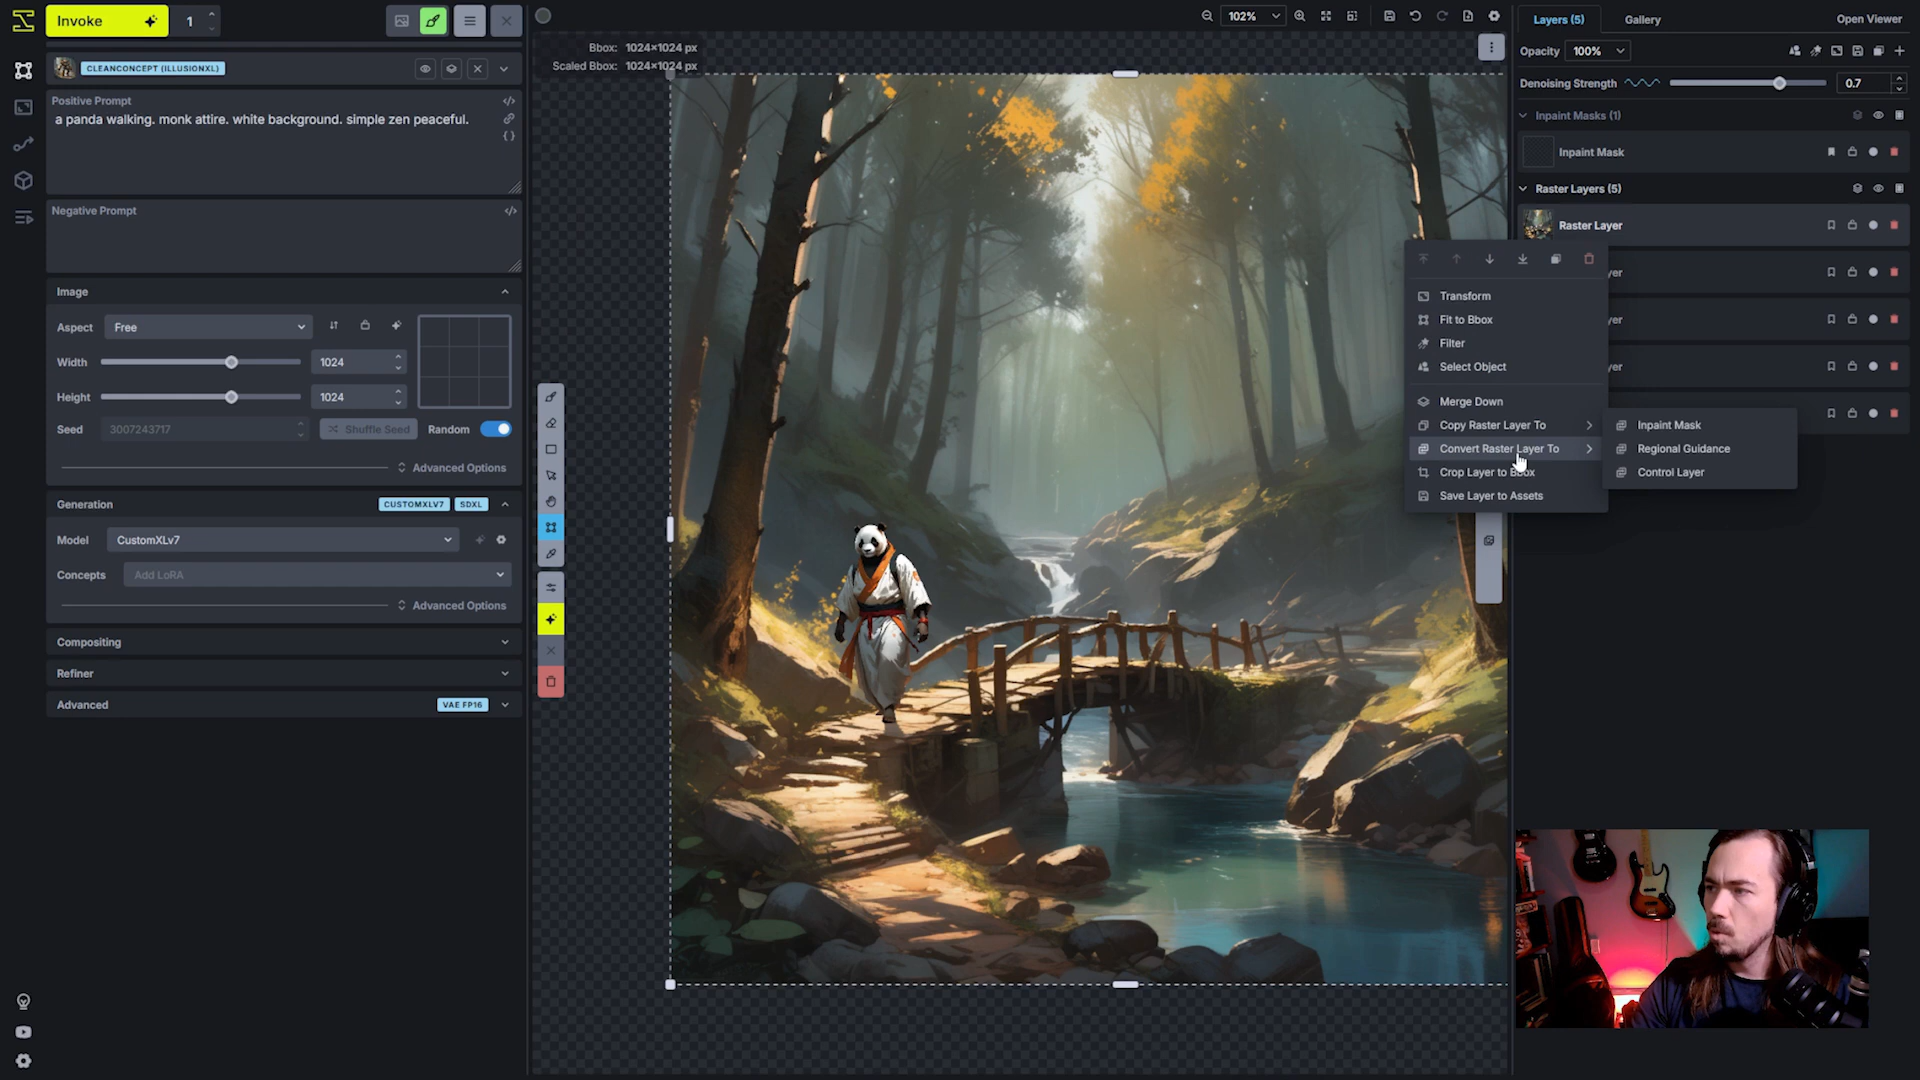 Invoke
1
102%
Layers (5)
Gallery
Open Viewer
Bbox: 1024×1024 px
Scaled Bbox: 1024×1024 px
Opacity 100%
Denoising Strength 0.7
CLEANCONCEPT (ILLUSIONXL)
Positive Prompt
a panda walking. monk attire. white background. simple zen peaceful.
Negative Prompt
Image
Aspect Free
Width 1024
Height 1024
Seed 3007243717 Shuffle Seed Random
Advanced Options
Generation CUSTOMXLV7 SDXL
Model CustomXLv7
Concepts Add LoRA
Advanced Options
Compositing
Refiner
Advanced VAE FP16
Inpaint Masks (1)
Inpaint Mask
Raster Layers (5)
Raster Layer
yer
yer
yer
yer
Transform
Fit to Bbox
Filter
Select Object
Merge Down
Copy Raster Layer To
Convert Raster Layer To
Crop Layer to Bbox
Save Layer to Assets
Inpaint Mask
Regional Guidance
Control Layer